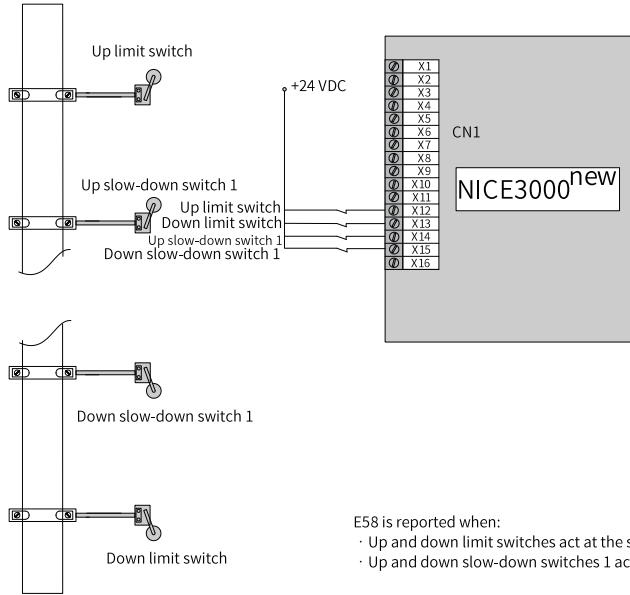 Up limit switch
+24 VDC
X1
X2
X3
X4
X5
X6
X7
X8
X9
X10
X11
X12
X13
X14
X15
X16
CN1
NICE3000new
Up slow-down switch 1
Up limit switch
Down limit switch
Up slow-down switch 1
Down slow-down switch 1
Down slow-down switch 1
Down limit switch
E58 is reported when:
· Up and down limit switches act at the s
· Up and down slow-down switches 1 ac